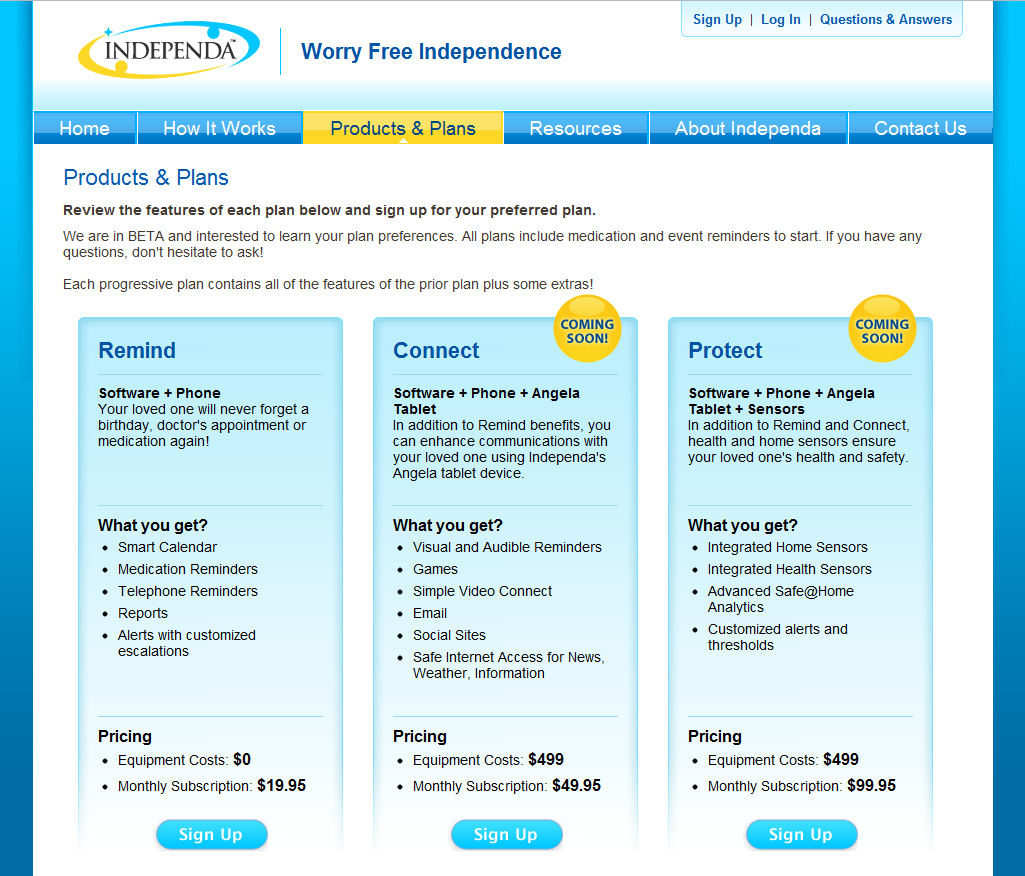 Sign Up | Log In | Questions & Answers
INDEPENDA™
Worry Free Independence
Home
How It Works
Products & Plans
Resources
About Independa
Contact Us
Products & Plans
Review the features of each plan below and sign up for your preferred plan.
We are in BETA and interested to learn your plan preferences. All plans include medication and event reminders to start. If you have any
questions, don't hesitate to ask!
Each progressive plan contains all of the features of the prior plan plus some extras!
Remind
Software + Phone
Your loved one will never forget a
birthday, doctor's appointment or
medication again!
What you get?
Smart Calendar
Medication Reminders
Telephone Reminders
Reports
Alerts with customized
escalations
Pricing
Equipment Costs: $0
Monthly Subscription: $19.95
Sign Up
COMING
SOON!
Connect
Software + Phone + Angela
Tablet
In addition to Remind benefits, you
can enhance communications with
your loved one using Independa's
Angela tablet device.
What you get?
Visual and Audible Reminders
Games
Simple Video Connect
Email
Social Sites
Safe Internet Access for News,
Weather, Information
Pricing
Equipment Costs: $499
Monthly Subscription: $49.95
Sign Up
COMING
SOON!
Protect
Software + Phone + Angela
Tablet + Sensors
In addition to Remind and Connect,
health and home sensors ensure
your loved one's health and safety.
What you get?
Integrated Home Sensors
Integrated Health Sensors
Advanced Safe@Home
Analytics
Customized alerts and
thresholds
Pricing
Equipment Costs: $499
Monthly Subscription: $99.95
Sign Up